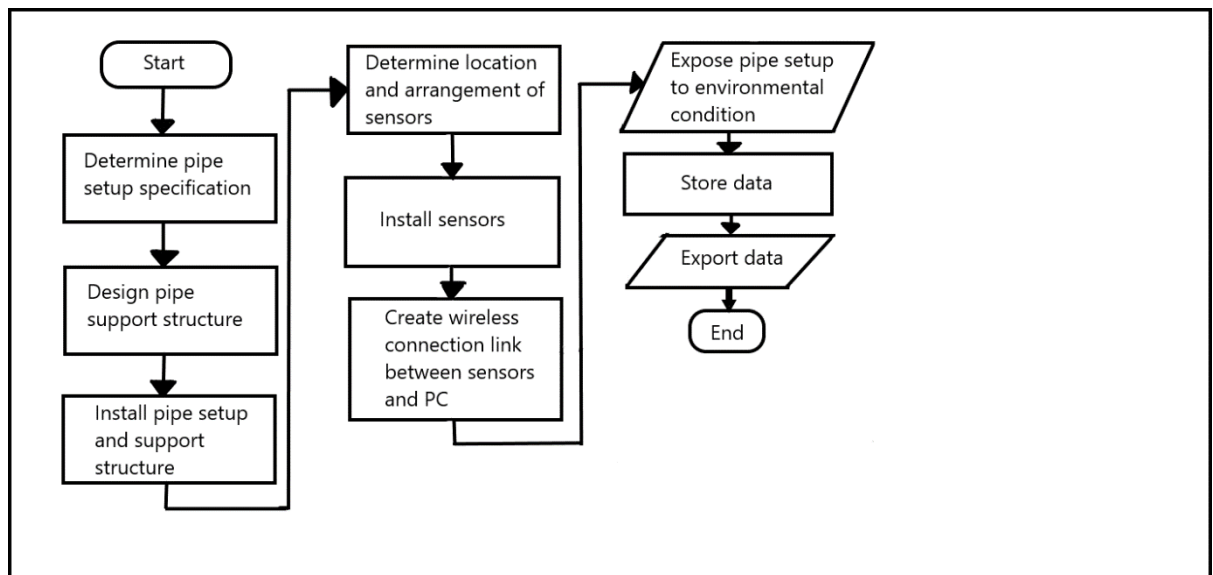 Start
Determine pipe
setup specification
Design pipe
support structure
Install pipe setup
and support
structure
Determine location
and arrangement of
sensors
Install sensors
Create wireless
connection link
between sensors
and PC
Expose pipe setup
to environmental
condition
Store data
Export data
End